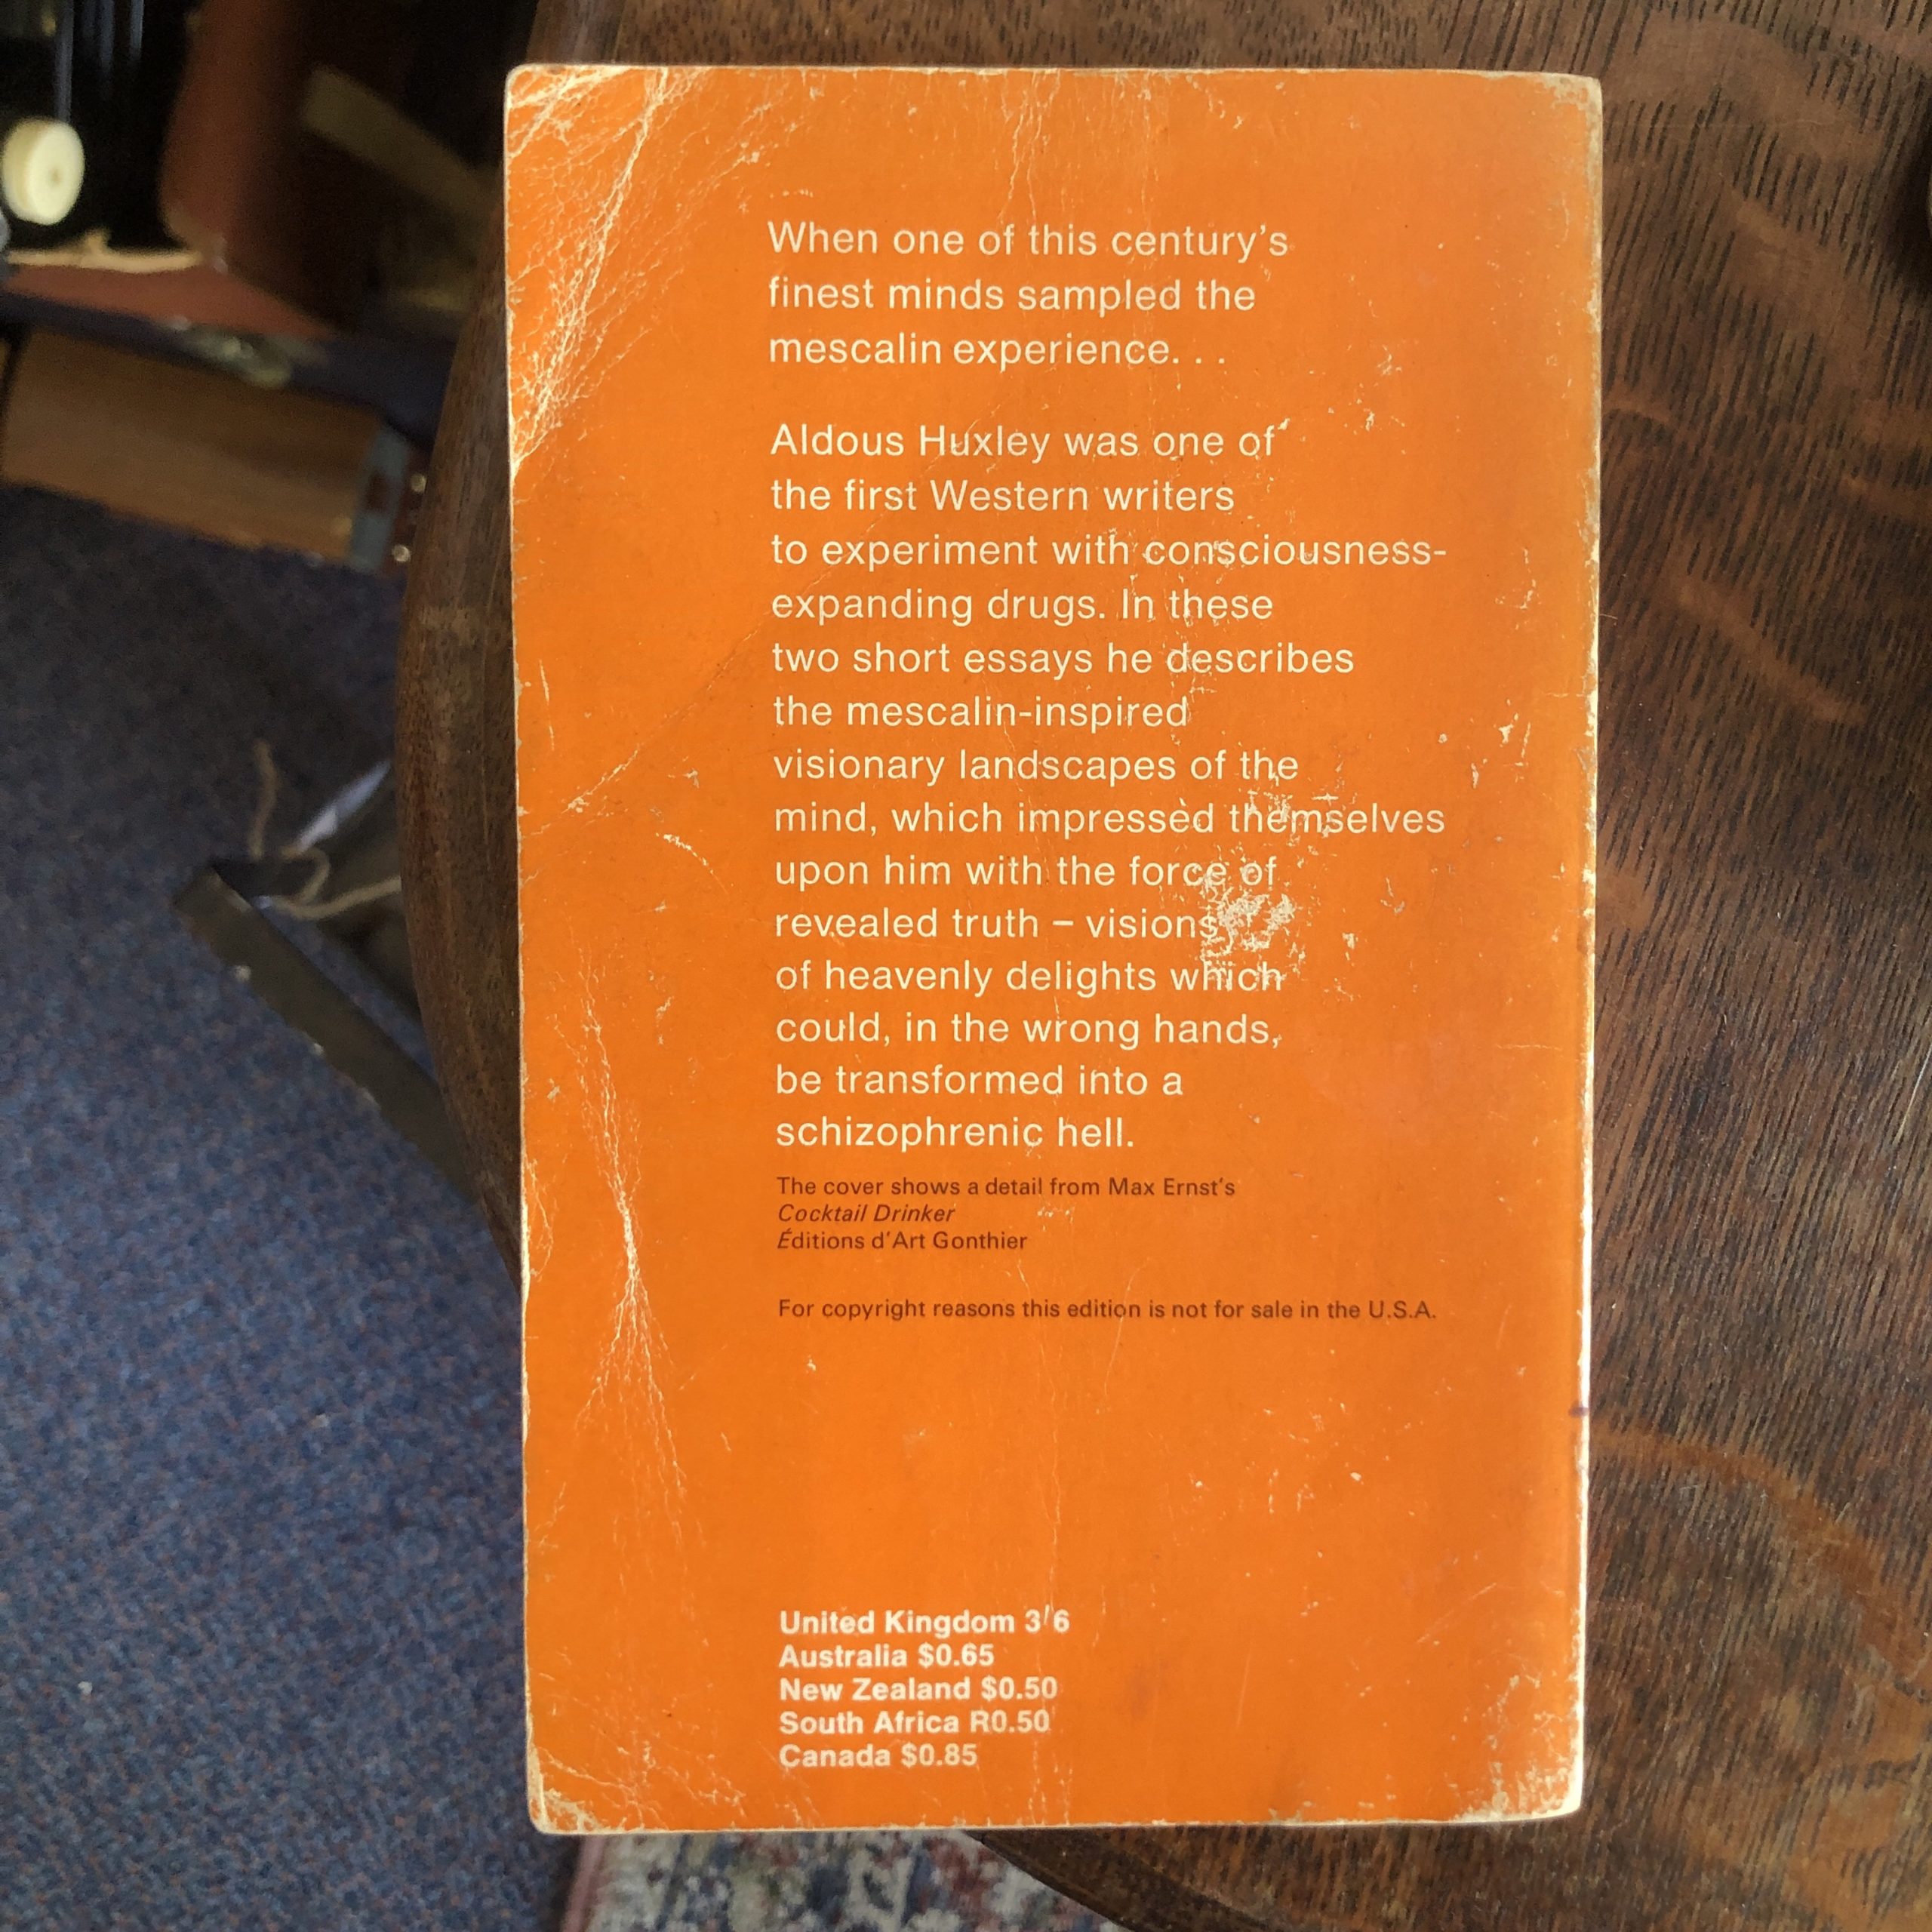 When one of this century's
finest minds sampled the
mescalin experience. . .
Aldous Huxley was one of
the first Western writers
to experiment with consciousness-
expanding drugs. In these
two short essays he describes
the mescalin-inspired
visionary landscapes of the
mind, which impressed themselves
upon him with the force of
revealed truth – visions
of heavenly delights which
could, in the wrong hands,
be transformed into a
schizophrenic hell.
The cover shows a detail from Max Ernst's
Cocktail Drinker
Éditions d'Art Gonthier
For copyright reasons this edition is not for sale in the U.S.A.
United Kingdom 3/6
Australia $0.65
New Zealand $0.50
South Africa R0.50
Canada $0.85